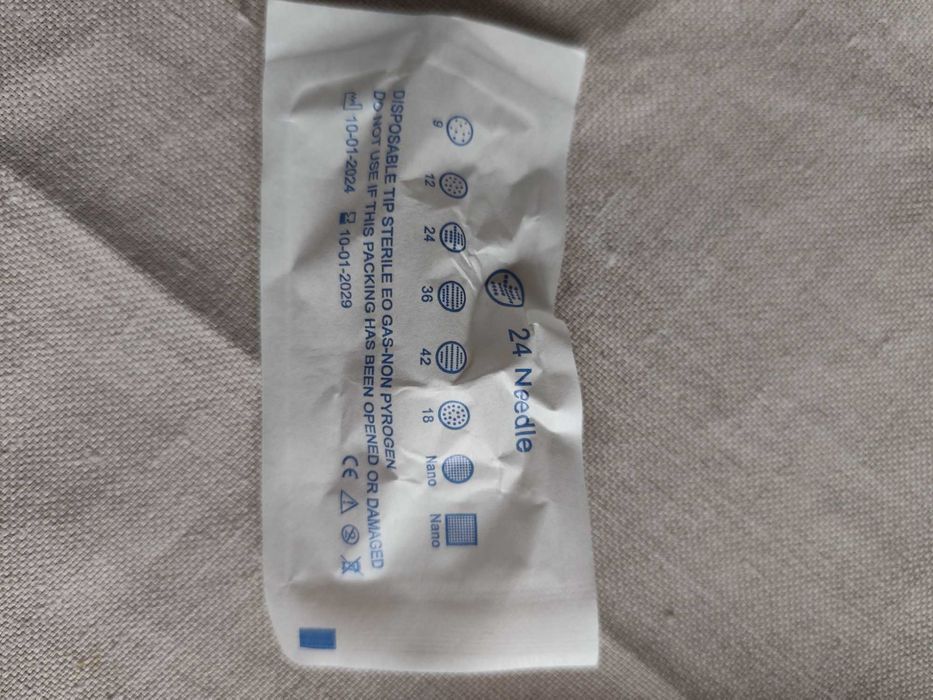 24 Needle
9 12 24 36 42 18 Nano Nano
DISPOSABLE TIP STERILE EO GAS-NON PYROGEN
DO NOT USE IF THIS PACKING HAS BEEN OPENED OR DAMAGED
10-01-2024 10-01-2029 CE